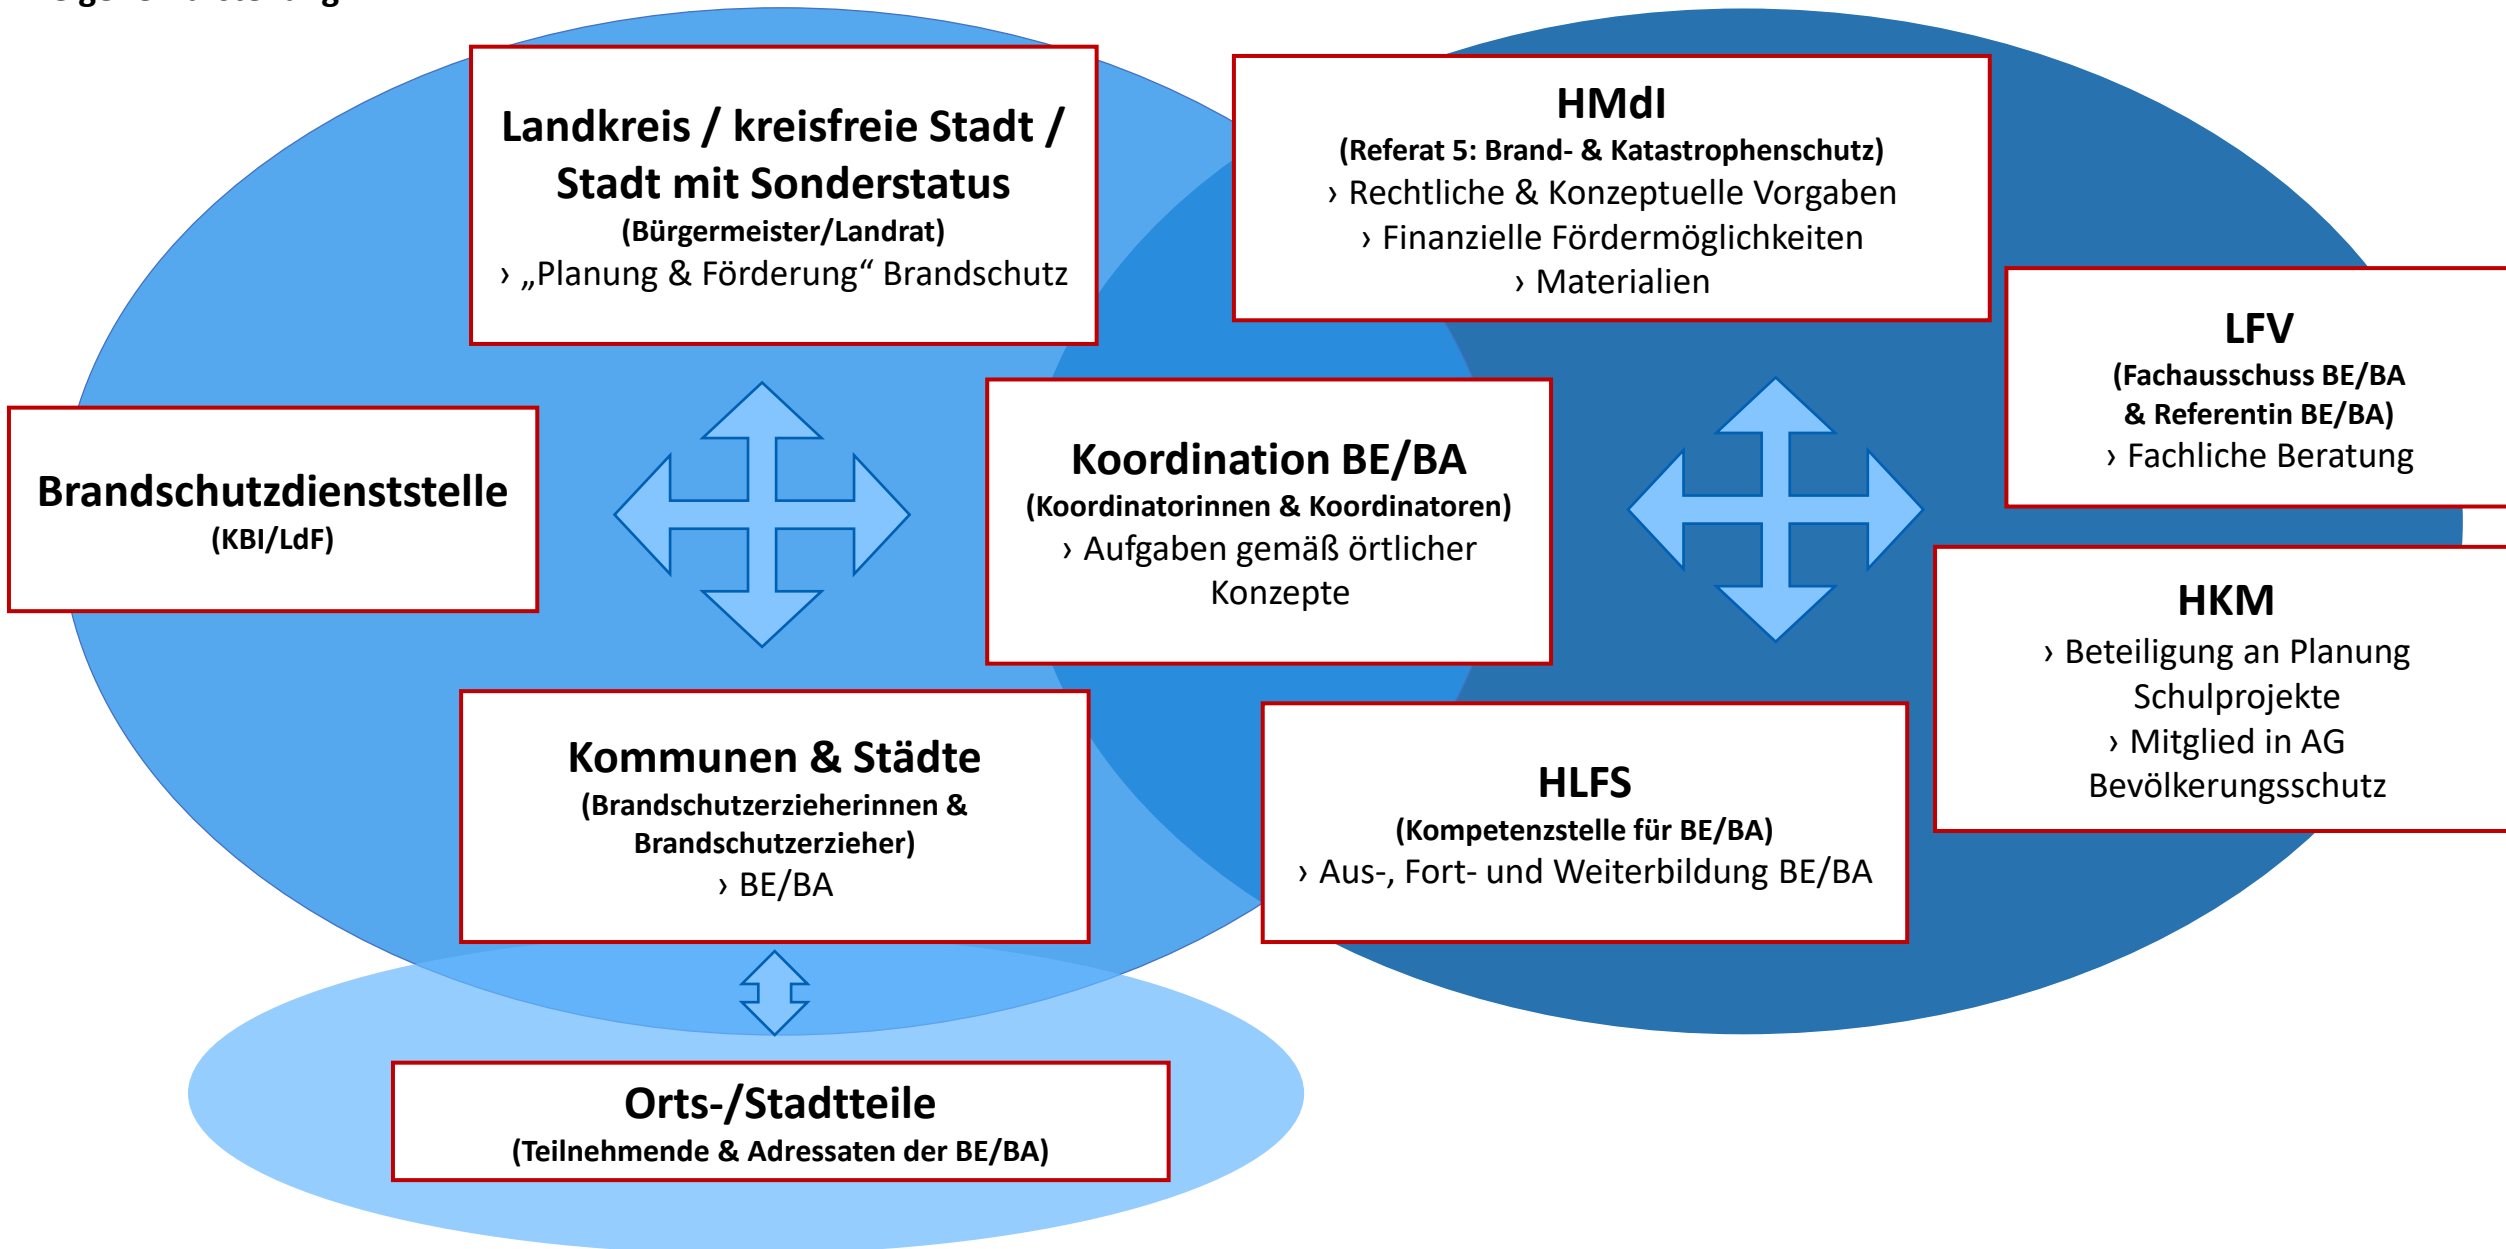 Landkreis / kreisfreie Stadt /
Stadt mit Sonderstatus
(Bürgermeister/Landrat)
› „Planung & Förderung“ Brandschutz
HMdI
(Referat 5: Brand- & Katastrophenschutz)
› Rechtliche & Konzeptuelle Vorgaben
› Finanzielle Fördermöglichkeiten
› Materialien
LFV
(Fachausschuss BE/BA
& Referentin BE/BA)
› Fachliche Beratung
Brandschutzdienststelle
(KBI/LdF)
Koordination BE/BA
(Koordinatorinnen & Koordinatoren)
› Aufgaben gemäß örtlicher
Konzepte
HKM
› Beteiligung an Planung
Schulprojekte
› Mitglied in AG
Bevölkerungsschutz
Kommunen & Städte
(Brandschutzerzieherinnen &
Brandschutzerzieher)
› BE/BA
HLFS
(Kompetenzstelle für BE/BA)
› Aus-, Fort- und Weiterbildung BE/BA
Orts-/Stadtteile
(Teilnehmende & Adressaten der BE/BA)